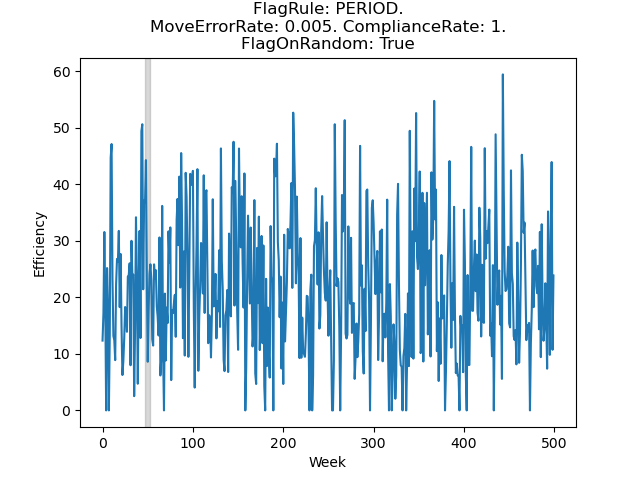 FlagRule: PERIOD.
MoveErrorRate: 0.005. ComplianceRate: 1.
FlagOnRandom: True
60
50
40
30
20
10
0
Efficiency
0 100 200 300 400 500
Week